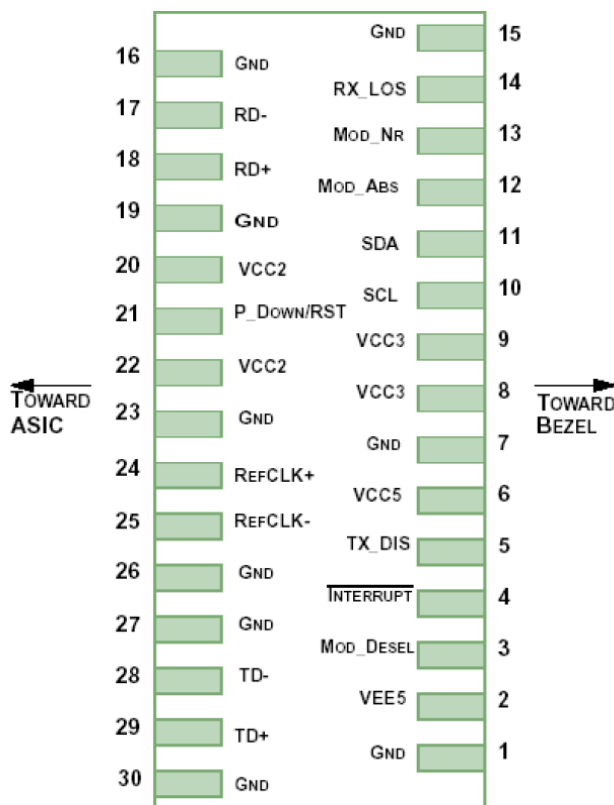 GND 15
16 GND
RX_LOS 14
17 RD-
MOD_NR 13
18 RD+
MOD_ABS 12
19 GND
SDA 11
20 VCC2
SCL 10
21 P_DOWN/RST
VCC3 9
22 VCC2
VCC3 8
TOWARD
ASIC
TOWARD
BEZEL
23 GND
GND 7
24 REFCLK+
VCC5 6
25 REFCLK-
TX_DIS 5
26 GND
INTERRUPT 4
27 GND
MOD_DESEL 3
28 TD-
VEE5 2
29 TD+
GND 1
30 GND